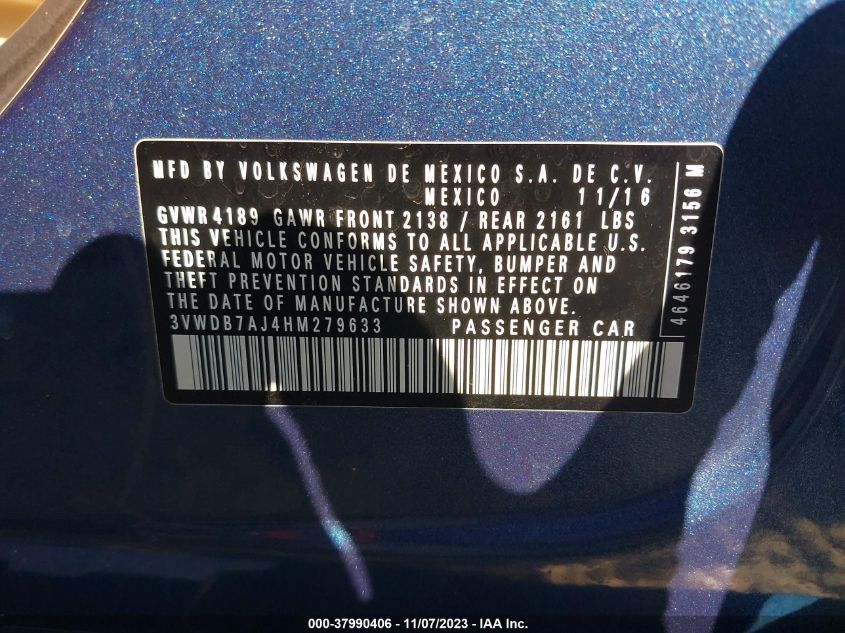 MFD BY VOLKSWAGEN DE MEXICO S.A. DE C.V.
MEXICO 11/16
GVWR 4189 GAWR FRONT 2138 / REAR 2161 LBS
THIS VEHICLE CONFORMS TO ALL APPLICABLE U.S.
FEDERAL MOTOR VEHICLE SAFETY, BUMPER AND
THEFT PREVENTION STANDARDS IN EFFECT ON
THE DATE OF MANUFACTURE SHOWN ABOVE.
3VWDB7AJ4HM279633 PASSENGER CAR
4646179 3156 M
000-37990406 - 11/07/2023 - IAA Inc.